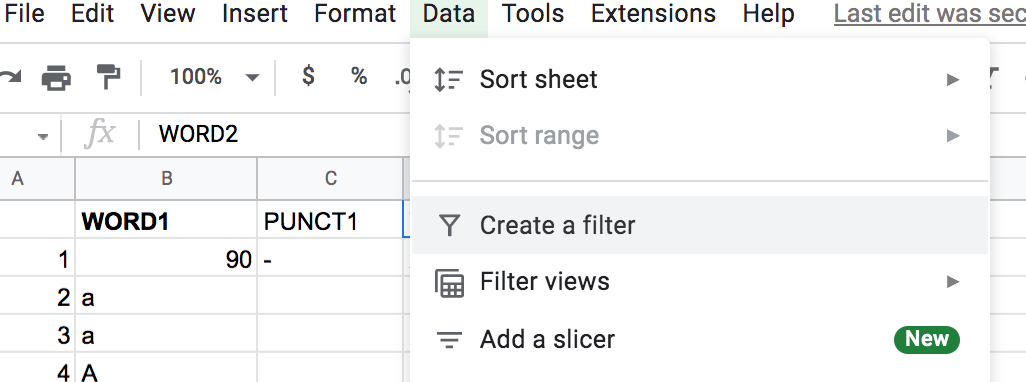 File Edit View Insert Format Data Tools Extensions Help Last edit was sec
100% $ % .0
Sort sheet
Sort range
fx WORD2
A B C
WORD1 PUNCT1
Create a filter
1 90 -
Filter views
2 a
3 a
Add a slicer New
4 A